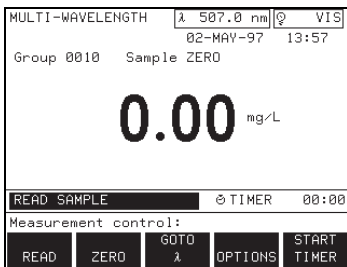 MULTI-WAVELENGTH λ 507.0 nm VIS
02-MAY-97 13:57
Group 0010 Sample ZERO
0.00 mg/L
READ SAMPLE TIMER 00:00
Measurement control:
READ ZERO GOTO λ OPTIONS START TIMER